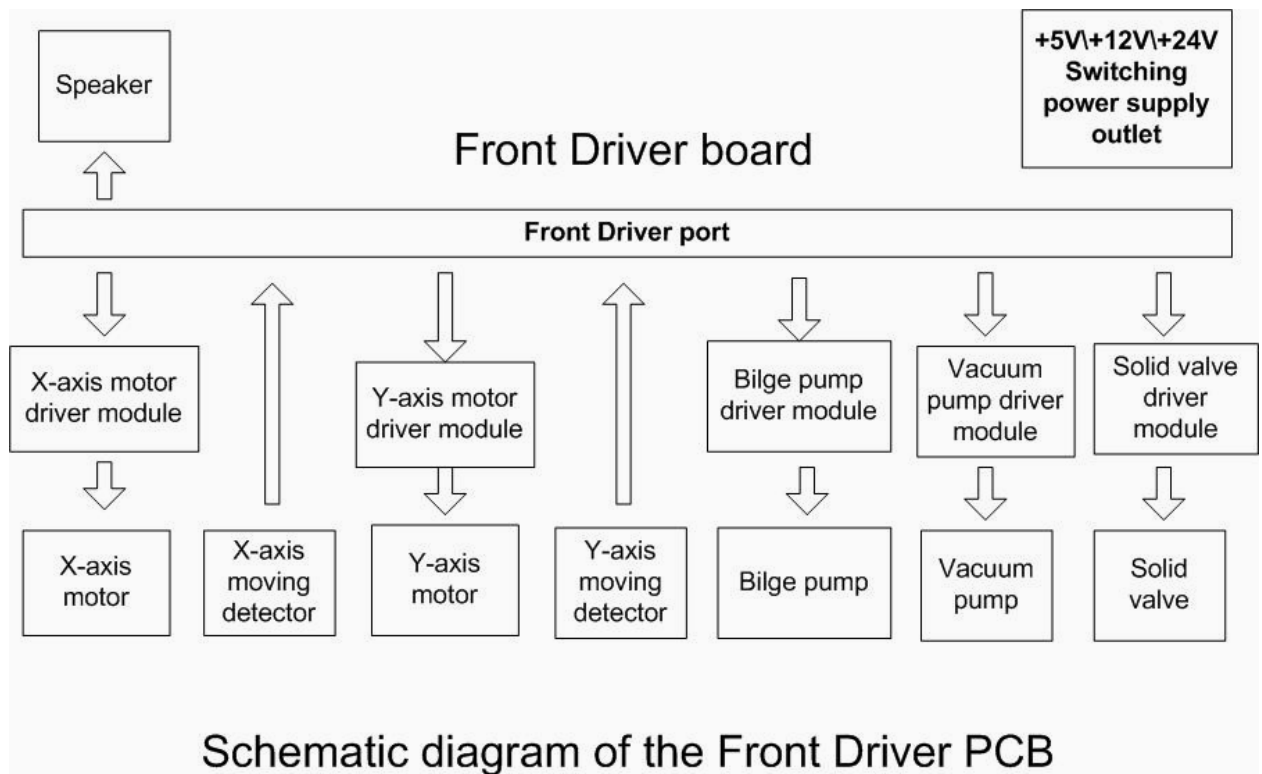 Speaker
+5V\+12V\+24V
Switching
power supply
outlet
Front Driver board
Front Driver port
X-axis motor
driver module
Y-axis motor
driver module
Bilge pump
driver module
Vacuum
pump driver
module
Solid valve
driver
module
X-axis
motor
X-axis
moving
detector
Y-axis
motor
Y-axis
moving
detector
Bilge pump
Vacuum
pump
Solid
valve
Schematic diagram of the Front Driver PCB